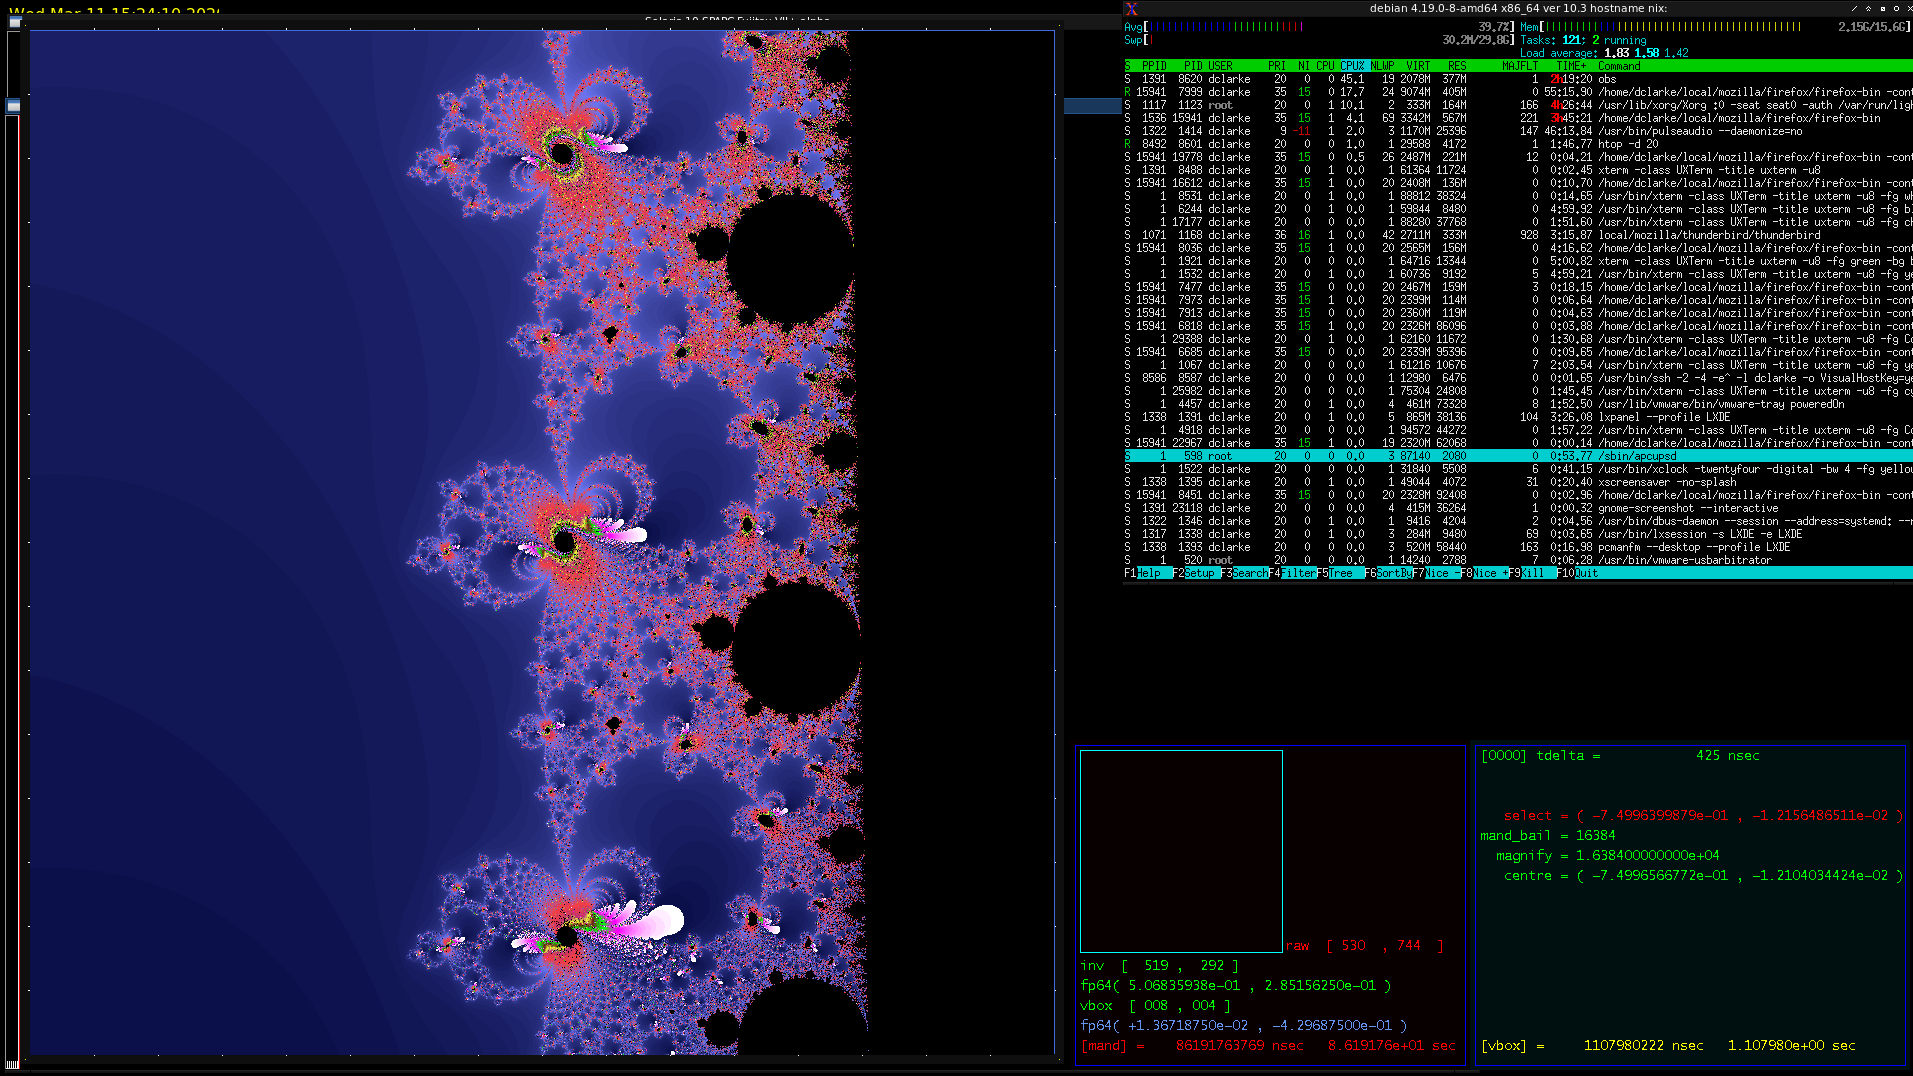 Wed Mar 11 15:24:10 202
Solaris 10 SPARC Fujitsu VII+ alpha
debian 4.19.0-8-amd64 x86_64 ver 10.3 hostname nix:
Avg[ 39.7%] Mem[ 2.15G/15.6G]
Swp[ 30.2M/29.8G] Tasks: 121; 2 running
Load average: 1.83 1.58 1.42
S PPID PID USER PRI NI CPU CPU% NLWP VIRT RES MAJFLT TIME+ Command
S 1391 8620 dclarke 20 0 0 45.1 19 2078M 377M 1 2h19:20 obs
R 15941 7999 dclarke 35 15 0 17.7 24 9074M 405M 0 55:15.90 /home/dclarke/local/mozilla/firefox/firefox-bin -cont
S 1117 1123 root 20 0 1 10.1 2 333M 164M 166 4h26:44 /usr/lib/xorg/Xorg :0 -seat seat0 -auth /var/run/lig
S 1536 15941 dclarke 35 15 1 4.1 69 3342M 567M 221 3h45:21 /home/dclarke/local/mozilla/firefox/firefox-bin
S 1322 1414 dclarke 9 -11 1 2.0 3 1170M 25396 147 46:13.84 /usr/bin/pulseaudio --daemonize=no
R 8492 8601 dclarke 20 0 0 1.0 1 29588 4172 1 1:46.77 htop -d 20
S 15941 19778 dclarke 35 15 0 0.5 26 2487M 221M 12 0:04.21 /home/dclarke/local/mozilla/firefox/firefox-bin -cont
S 1391 8488 dclarke 20 0 1 0.0 1 61364 11724 0 0:02.45 xterm -class UXTerm -title uxterm -u8
S 15941 16612 dclarke 35 15 1 0.0 20 2408M 136M 0 0:10.70 /home/dclarke/local/mozilla/firefox/firefox-bin -cont
S 1 8531 dclarke 20 0 1 0.0 1 88812 38324 0 0:14.65 /usr/bin/xterm -class UXTerm -title uxterm -u8 -fg wh
S 1 6244 dclarke 20 0 1 0.0 1 59844 8480 0 4:59.92 /usr/bin/xterm -class UXTerm -title uxterm -u8 -fg bl
S 1 17177 dclarke 20 0 1 0.0 1 88280 37768 0 1:51.60 /usr/bin/xterm -class UXTerm -title uxterm -u8 -fg ch
S 1071 1168 dclarke 36 16 1 0.0 42 2711M 333M 928 3:15.87 local/mozilla/thunderbird/thunderbird
S 15941 8036 dclarke 35 15 0 0.0 20 2565M 156M 0 4:16.62 /home/dclarke/local/mozilla/firefox/firefox-bin -cont
S 1 1921 dclarke 20 0 1 0.0 1 64716 13344 0 5:00.82 xterm -class UXTerm -title uxterm -u8 -fg green -bg b
S 1 1532 dclarke 20 0 1 0.0 1 60736 9192 5 4:59.21 /usr/bin/xterm -class UXTerm -title uxterm -u8 -fg ye
S 15941 7477 dclarke 35 15 0 0.0 20 2467M 159M 3 0:18.15 /home/dclarke/local/mozilla/firefox/firefox-bin -cont
S 15941 7973 dclarke 35 15 0 0.0 20 2399M 114M 0 0:06.64 /home/dclarke/local/mozilla/firefox/firefox-bin -cont
S 15941 7913 dclarke 35 15 0 0.0 20 2360M 119M 0 0:04.63 /home/dclarke/local/mozilla/firefox/firefox-bin -cont
S 15941 6818 dclarke 35 15 1 0.0 20 2326M 86096 0 0:03.88 /home/dclarke/local/mozilla/firefox/firefox-bin -cont
S 1 29388 dclarke 20 0 1 0.0 1 62160 11672 0 1:30.68 /usr/bin/xterm -class UXTerm -title uxterm -u8 -fg Co
S 15941 6685 dclarke 35 15 0 0.0 20 2339M 95396 0 0:09.65 /home/dclarke/local/mozilla/firefox/firefox-bin -cont
S 1 1067 dclarke 20 0 1 0.0 1 61216 10676 7 2:03.54 /usr/bin/xterm -class UXTerm -title uxterm -u8 -fg ye
S 8586 8587 dclarke 20 0 0 0.0 1 12980 6476 0 0:01.65 /usr/bin/ssh -2 -4 -e^ -l dclarke -o VisualHostKey=ye
S 1 25982 dclarke 20 0 1 0.0 1 75304 24808 0 1:45.45 /usr/bin/xterm -class UXTerm -title uxterm -u8 -fg cy
S 1 4457 dclarke 20 0 0 0.0 4 461M 73328 8 1:52.50 /usr/lib/vmware/bin/vmware-tray poweredOn
S 1338 1391 dclarke 20 0 1 0.0 5 865M 38136 104 3:26.08 lxpanel --profile LXDE
S 1 4918 dclarke 20 0 0 0.0 1 94572 44272 0 1:57.22 /usr/bin/xterm -class UXTerm -title uxterm -u8 -fg Co
S 15941 22967 dclarke 35 15 1 0.0 19 2320M 62068 0 0:00.14 /home/dclarke/local/mozilla/firefox/firefox-bin -cont
S 1 598 root 20 0 0 0.0 3 87140 2080 0 0:53.77 /sbin/apcupsd
S 1 1522 dclarke 20 0 1 0.0 1 31840 5508 6 0:41.15 /usr/bin/xclock -twentyfour -digital -bw 4 -fg yellow
S 1338 1395 dclarke 20 0 1 0.0 1 49044 4072 31 0:20.40 xscreensaver -no-splash
S 15941 8451 dclarke 35 15 0 0.0 20 2328M 92408 0 0:02.96 /home/dclarke/local/mozilla/firefox/firefox-bin -cont
S 1391 23118 dclarke 20 0 0 0.0 4 415M 36264 1 0:00.32 gnome-screenshot --interactive
S 1322 1346 dclarke 20 0 1 0.0 1 9416 4204 2 0:04.56 /usr/bin/dbus-daemon --session --address=systemd: --n
S 1317 1338 dclarke 20 0 1 0.0 3 284M 9480 69 0:03.65 /usr/bin/lxsession -s LXDE -e LXDE
S 1338 1393 dclarke 20 0 0 0.0 3 520M 58440 163 0:16.98 pcmanfm --desktop --profile LXDE
S 1 520 root 20 0 0 0.0 1 14240 2788 7 0:06.28 /usr/bin/vmware-usbarbitrator
F1Help F2Setup F3Search F4Filter F5Tree F6SortBy F7Nice - F8Nice + F9Kill F10Quit
raw [ 530 , 744 ]
inv [ 519 , 292 ]
fp64( 5.06835938e-01 , 2.85156250e-01 )
vbox [ 008 , 004 ]
fp64( +1.36718750e-02 , -4.29687500e-01 )
[mand] = 86191763769 nsec 8.619176e+01 sec
[0000] tdelta = 425 nsec
select = ( -7.4996399879e-01 , -1.2156486511e-02 )
mand_bail = 16384
magnify = 1.638400000000e+04
centre = ( -7.4996566772e-01 , -1.2104034424e-02 )
[vbox] = 1107980222 nsec 1.107980e+00 sec